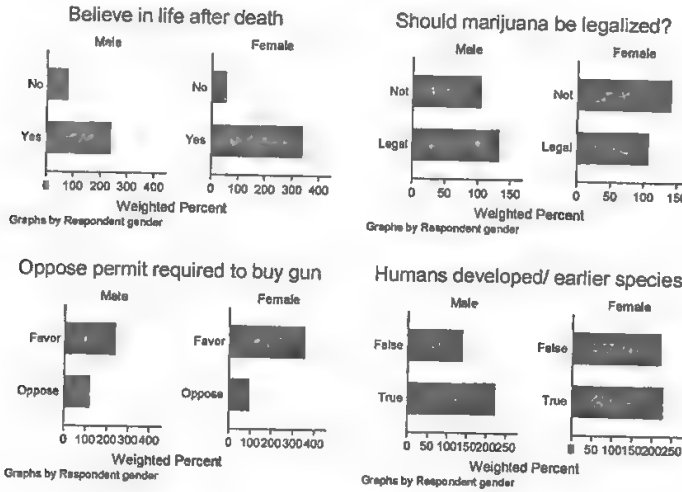 Believe in life after death
Male Female
No No
Yes Yes
0 100 200 300 400 0 100 200 300 400
Weighted Percent
Graphs by Respondent gender
Should marijuana be legalized?
Male Female
Not Not
Legal Legal
0 50 100 150 0 50 100 150
Weighted Percent
Graphs by Respondent gender
Oppose permit required to buy gun
Male Female
Favor Favor
Oppose Oppose
0 100200300400 0 100200300400
Weighted Percent
Graphs by Respondent gender
Humans developed/ earlier species
Male Female
False False
True True
0 50 100150200250 0 50 100150200250
Weighted Percent
Graphs by Respondent gender